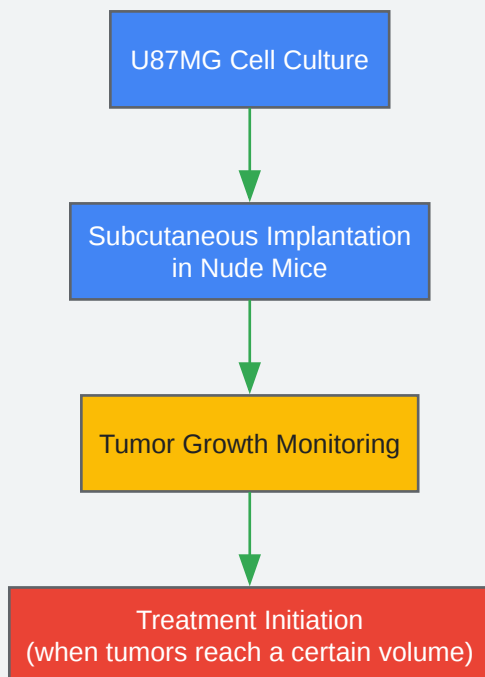 U87MG Cell Culture
Subcutaneous Implantation
in Nude Mice
Tumor Growth Monitoring
Treatment Initiation
(when tumors reach a certain volume)